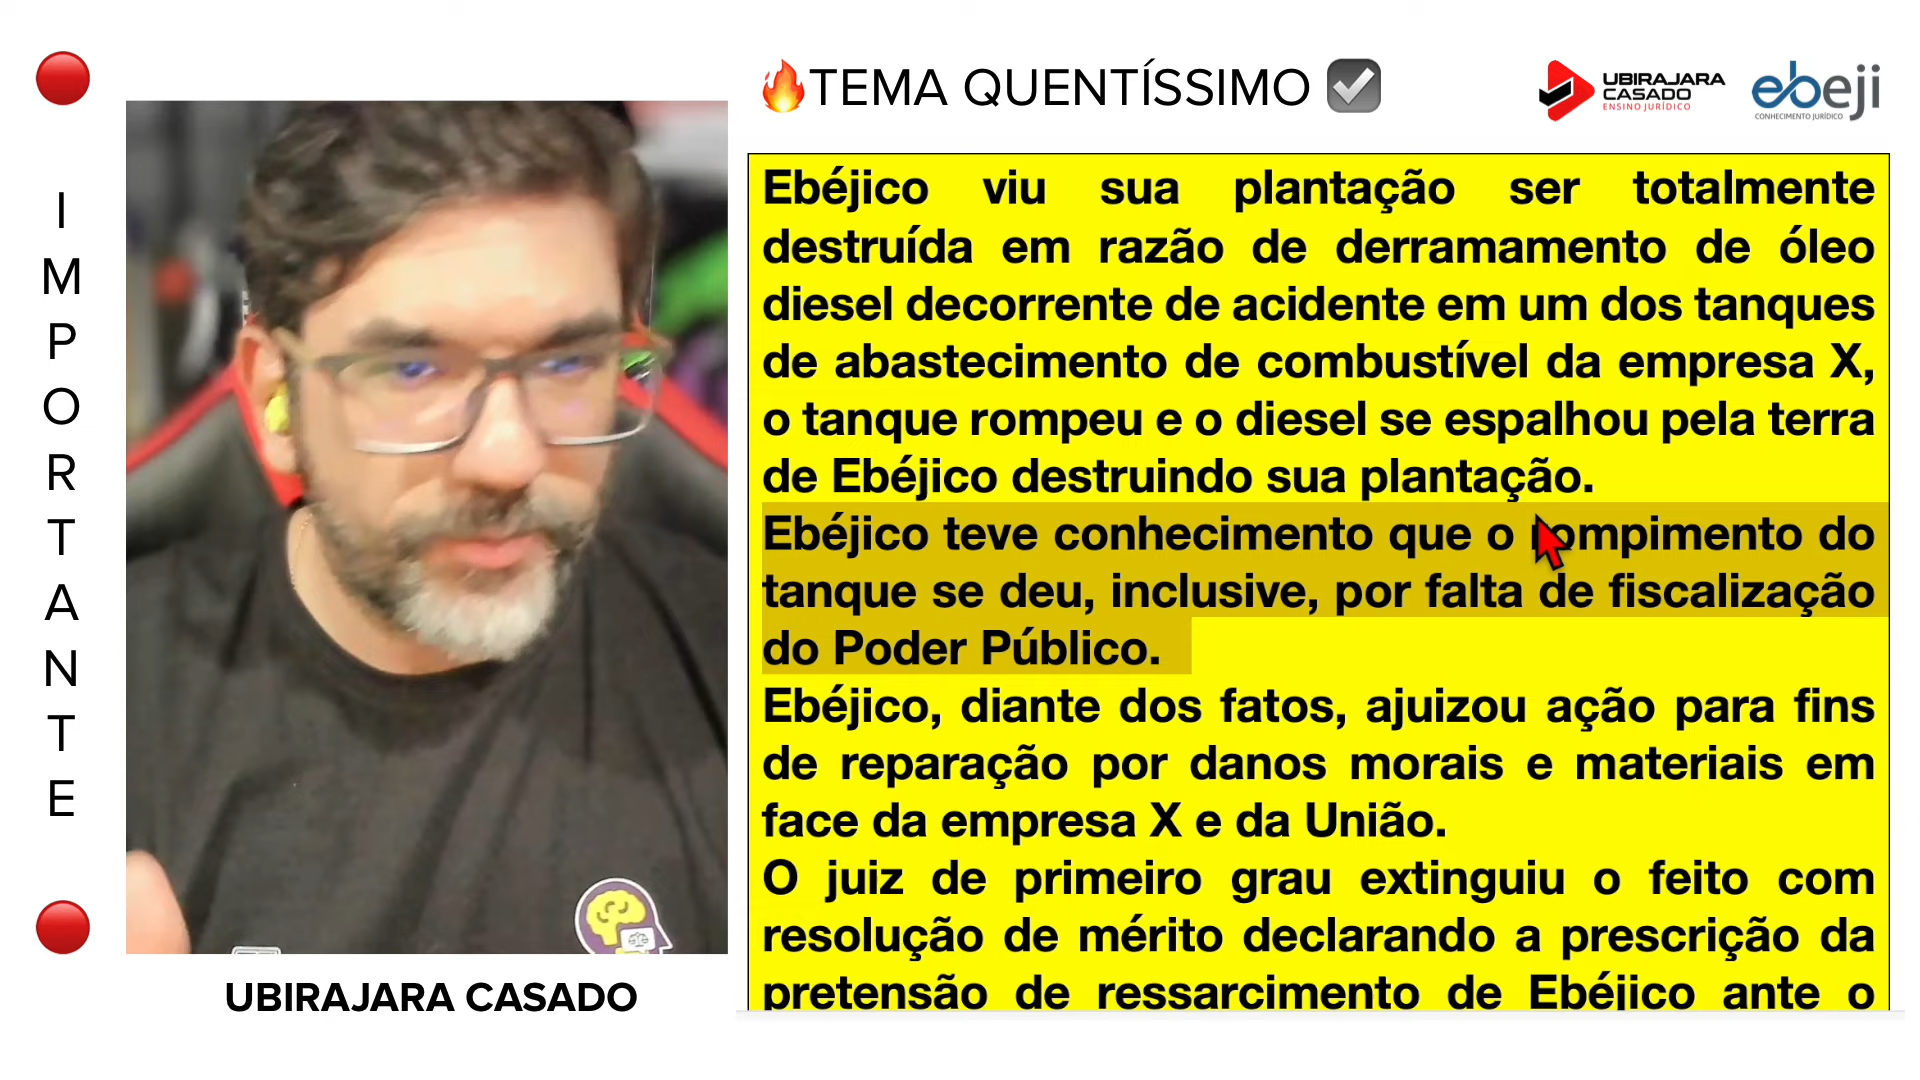 TEMA QUENTÍSSIMO
UBIRAJARA
CASADO
ENSINO JURÍDICO
ebeji
CONHECIMENTO JURÍDICO
I
M
P
O
R
T
A
N
T
E
Ebéjico viu sua plantação ser totalmente
destruída em razão de derramamento de óleo
diesel decorrente de acidente em um dos tanques
de abastecimento de combustível da empresa X,
o tanque rompeu e o diesel se espalhou pela terra
de Ebéjico destruindo sua plantação.
Ebéjico teve conhecimento que o rompimento do
tanque se deu, inclusive, por falta de fiscalização
do Poder Público.
Ebéjico, diante dos fatos, ajuizou ação para fins
de reparação por danos morais e materiais em
face da empresa X e da União.
O juiz de primeiro grau extinguiu o feito com
resolução de mérito declarando a prescrição da
pretensão de ressarcimento de Ebéjico ante o
UBIRAJARA CASADO